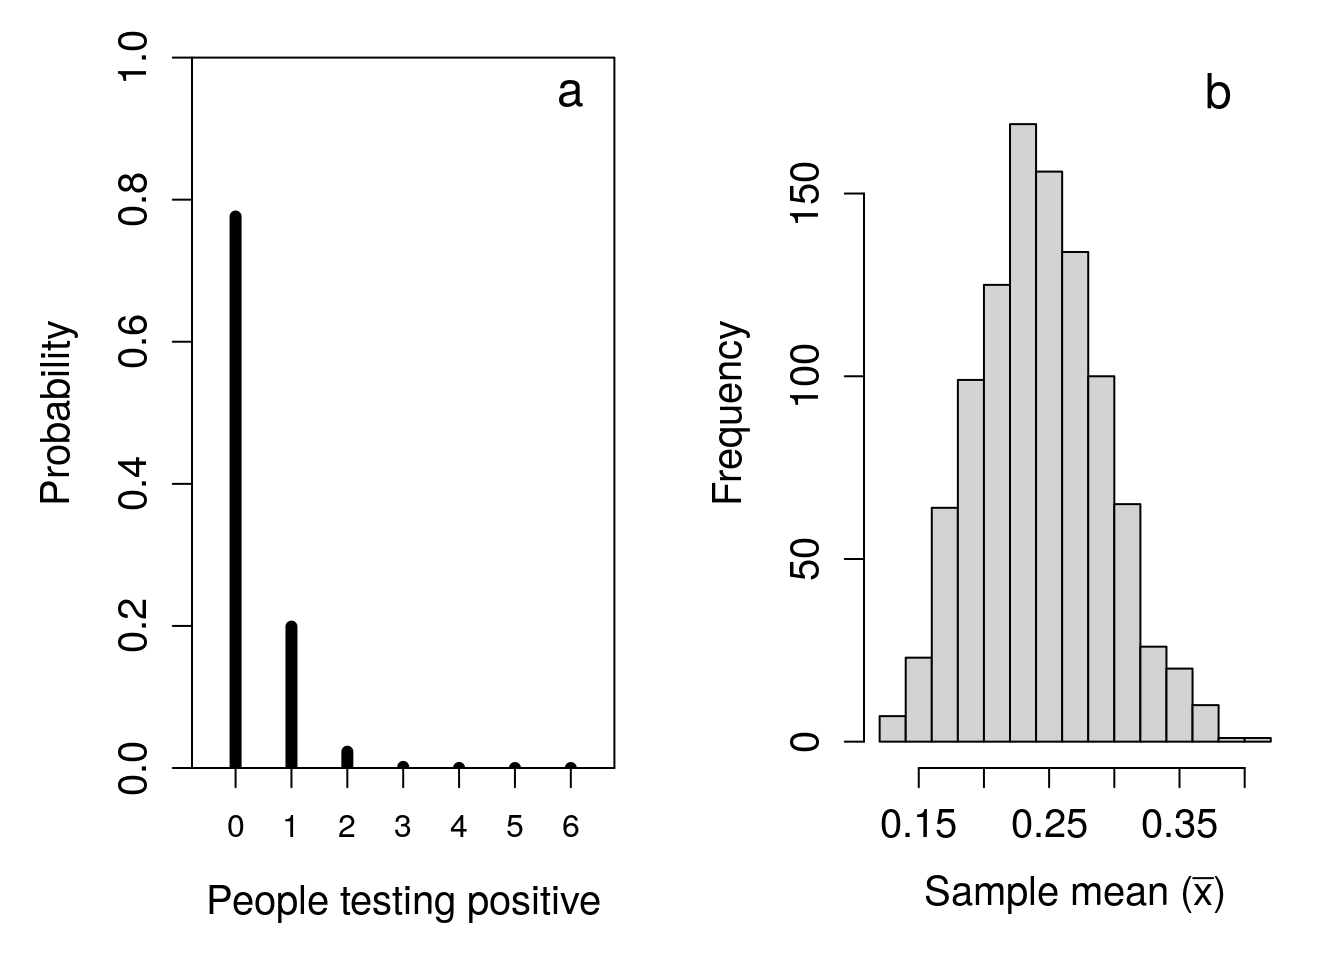 a
Probability
1.0
0.8
0.6
0.4
0.2
0.0
0 1 2 3 4 5 6
People testing positive
b
Frequency
150
100
50
0
0.15 0.25 0.35
Sample mean (x̅)